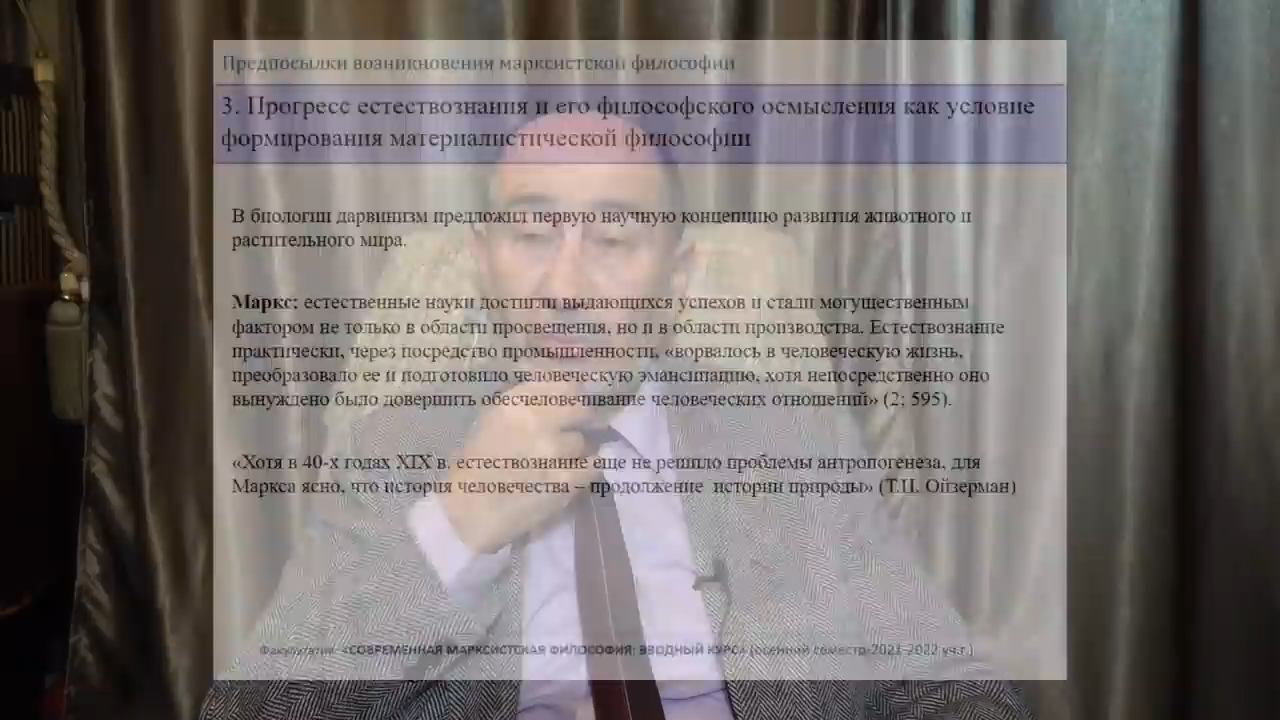 Предпосылки возникновения марксистской философии
3. Прогресс естествознания и его философского осмысления как условие
формирования материалистической философии
В биологии дарвинизм предложил первую научную концепцию развития животного и
растительного мира.
Маркс: естественные науки достигли выдающихся успехов и стали могущественным
фактором не только в области просвещения, но и в области производства. Естествознание
практически, через посредство промышленности, «ворвалось в человеческую жизнь,
преобразовало ее и подготовило человеческую эмансипацию, хотя непосредственно оно
вынуждено было довершить обесчеловечивание человеческих отношений» (2; 595).
«Хотя в 40-х годах XIX в. естествознание еще не решило проблемы антропогенеза, для
Маркса ясно, что история человечества – продолжение истории природы» (Т.И. Ойзерман)
Факультатив «СОВРЕМЕННАЯ МАРКСИСТСКАЯ ФИЛОСОФИЯ: ВВОДНЫЙ КУРС» (осенний семестр 2021-2022 уч.г.)